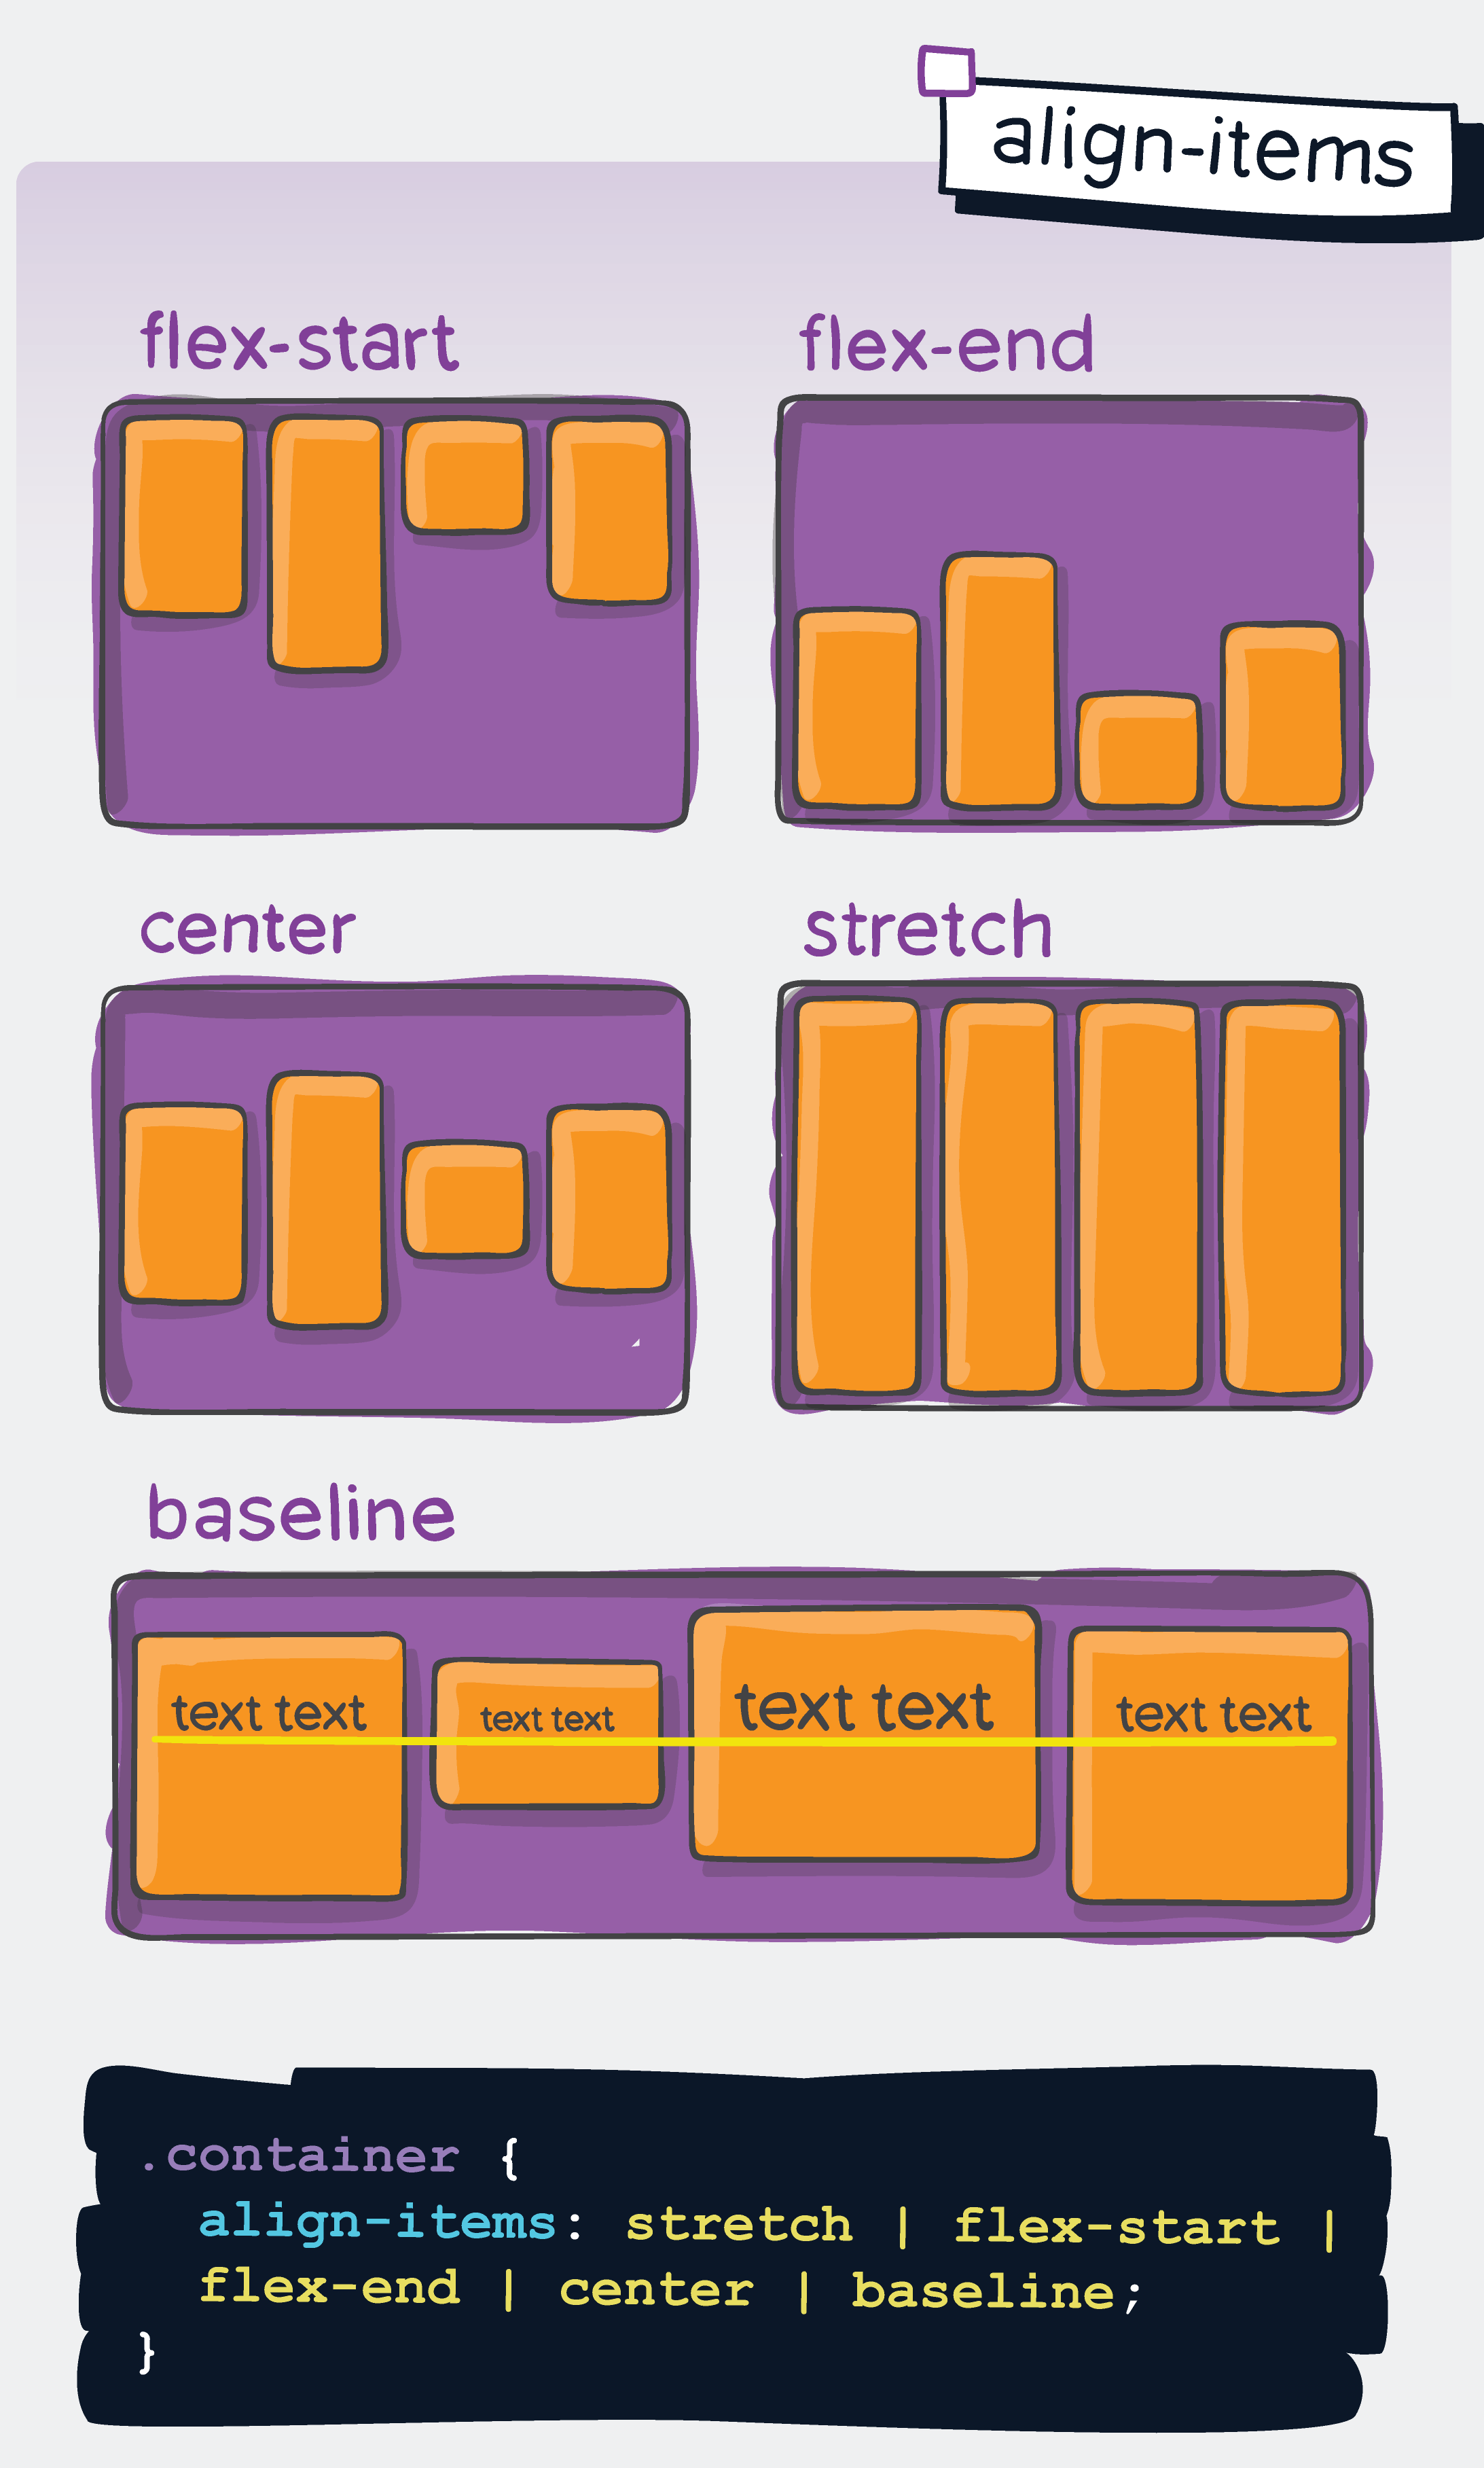 align-items
flex-start
flex-end
center
stretch
baseline
text text
text text
text text
text text
.container {
align-items: stretch | flex-start |
flex-end | center | baseline;
}